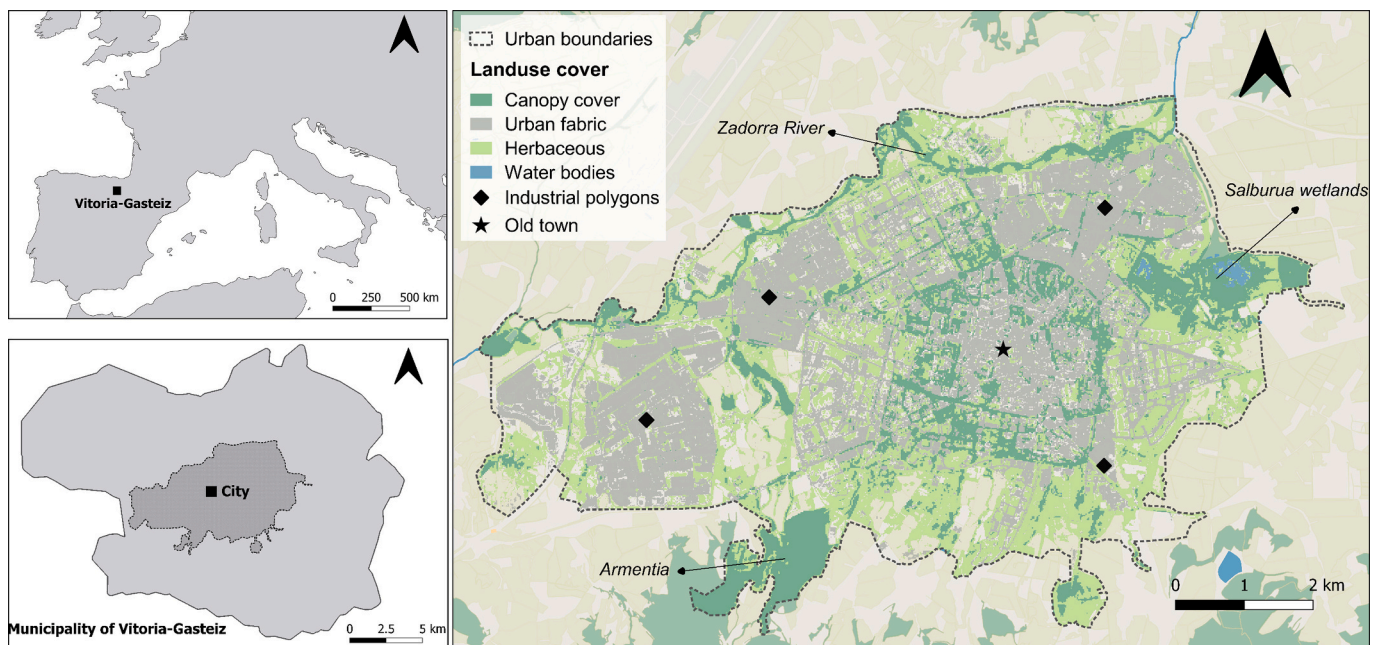 Vitoria-Gasteiz
0 250 500 km
City
Municipality of Vitoria-Gasteiz
0 2.5 5 km
Urban boundaries
Landuse cover
Canopy cover
Urban fabric
Herbaceous
Water bodies
Industrial polygons
Old town
Zadorra River
Salburua wetlands
Armentia
0 1 2 km